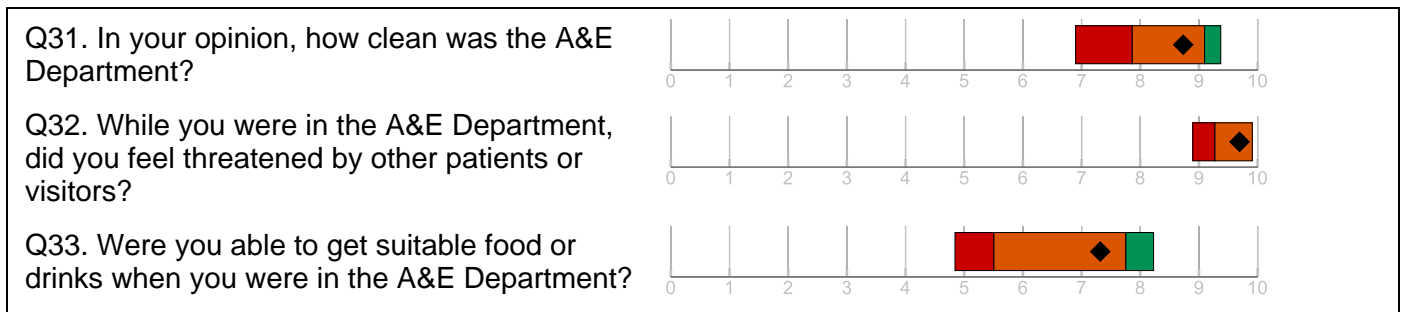 Q31. In your opinion, how clean was the A&E
Department?
0 1 2 3 4 5 6 7 8 9 10
Q32. While you were in the A&E Department,
did you feel threatened by other patients or
visitors?
0 1 2 3 4 5 6 7 8 9 10
Q33. Were you able to get suitable food or
drinks when you were in the A&E Department?
0 1 2 3 4 5 6 7 8 9 10